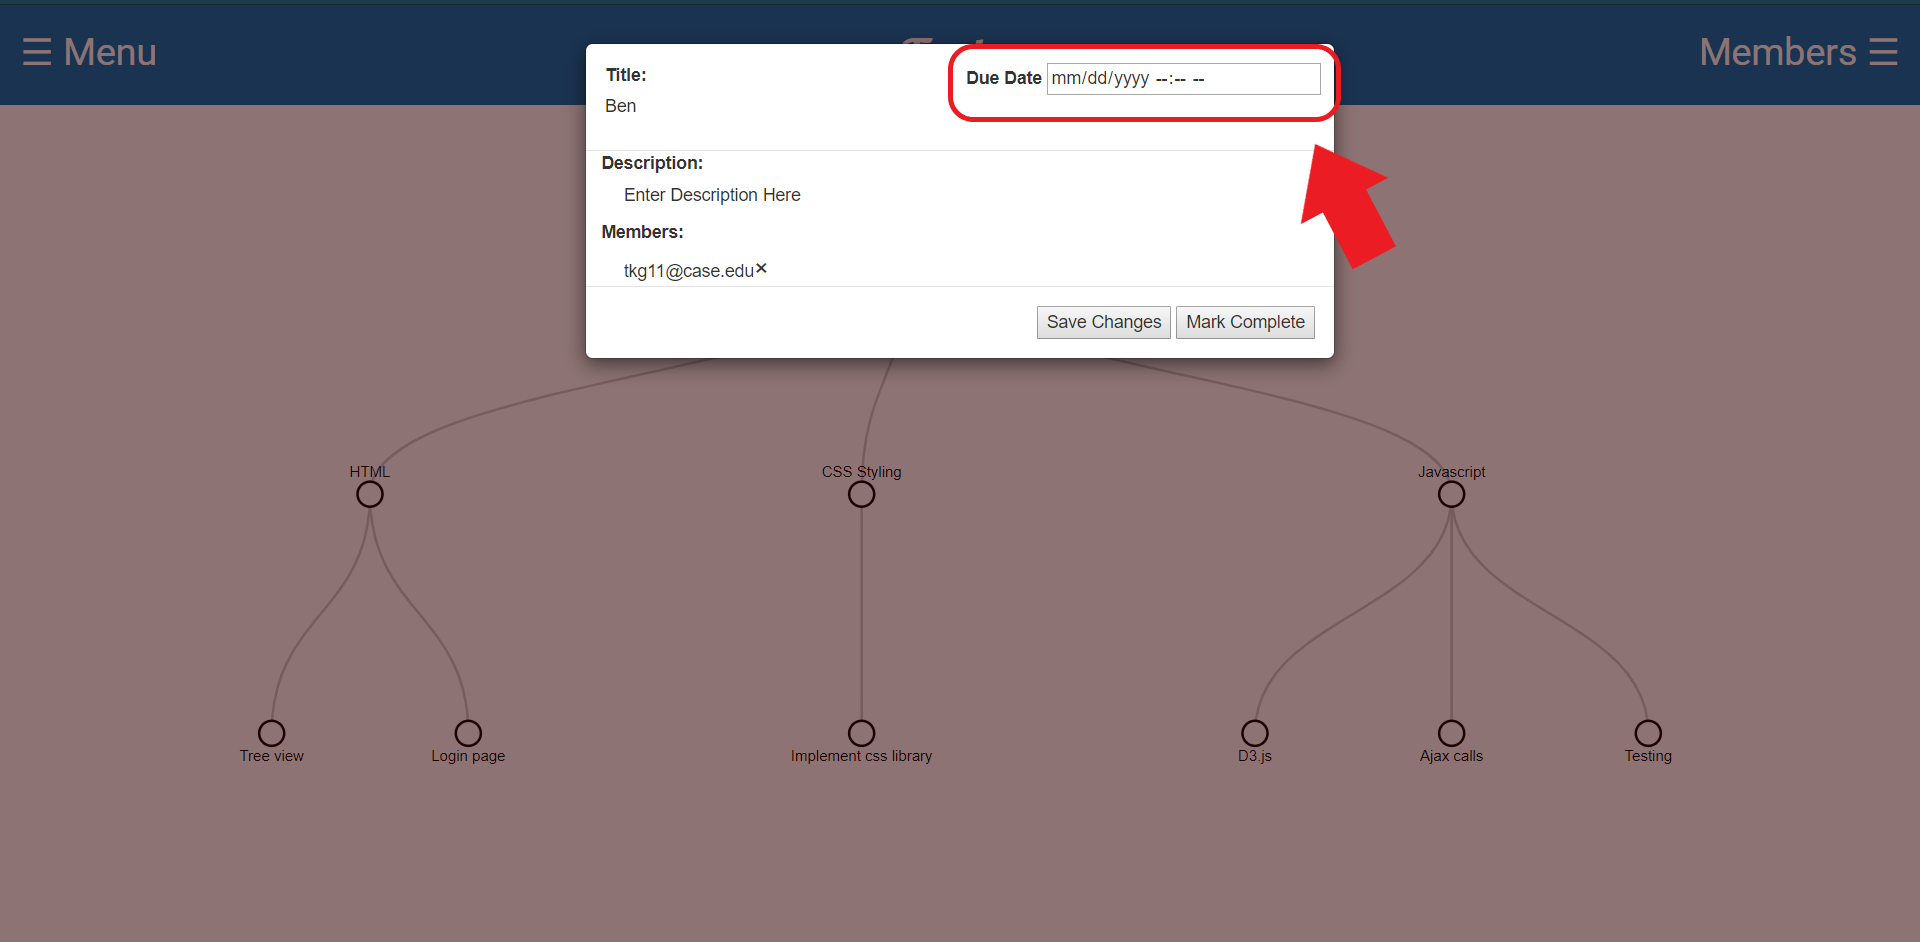 ☰ Menu
Members ☰
Title:
Due Date mm/dd/yyyy --:-- --
Ben
Description:
Enter Description Here
Members:
tkg11@case.edu✕
Save Changes Mark Complete
HTML CSS Styling Javascript
Tree view Login page Implement css library D3.js Ajax calls Testing